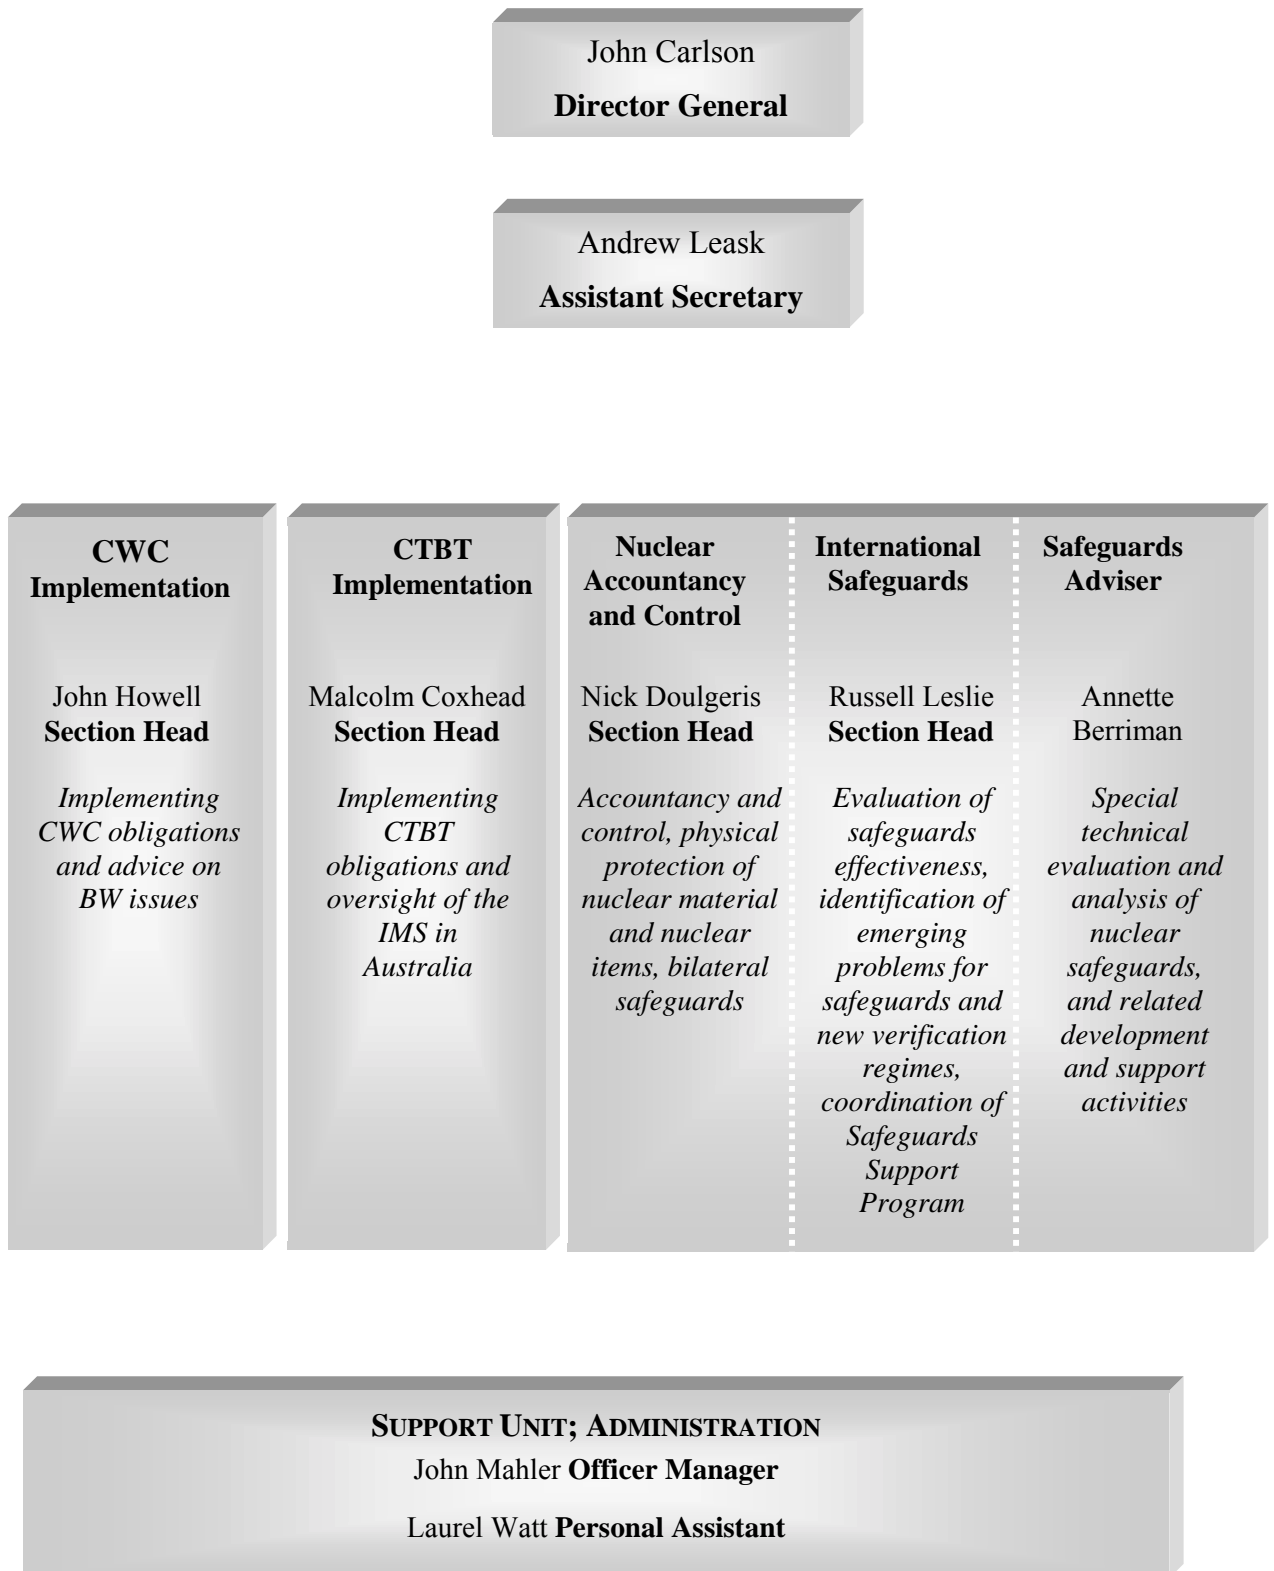 John Carlson
Director General
Andrew Leask
Assistant Secretary
CWC
Implementation
John Howell
Section Head
Implementing
CWC obligations
and advice on
BW issues
CTBT
Implementation
Malcolm Coxhead
Section Head
Implementing
CTBT
obligations and
oversight of the
IMS in
Australia
Nuclear
Accountancy
and Control
Nick Doulgeris
Section Head
Accountancy and
control, physical
protection of
nuclear material
and nuclear
items, bilateral
safeguards
International
Safeguards
Russell Leslie
Section Head
Evaluation of
safeguards
effectiveness,
identification of
emerging
problems for
safeguards and
new verification
regimes,
coordination of
Safeguards
Support
Program
Safeguards
Adviser
Annette
Berriman
Special
technical
evaluation and
analysis of
nuclear
safeguards,
and related
development
and support
activities
SUPPORT UNIT; ADMINISTRATION
John Mahler Officer Manager
Laurel Watt Personal Assistant